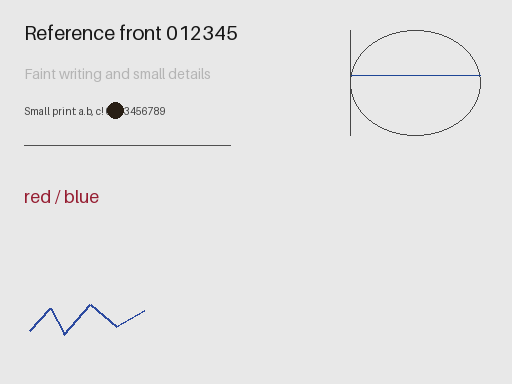 Reference front 012345
Faint writing and small details
Small print a.b, c! 3456789
red / blue